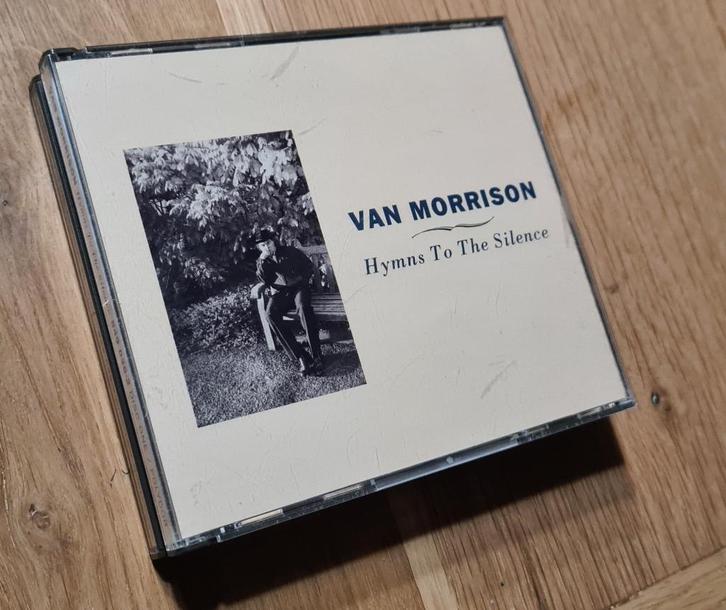 VAN MORRISON
Hymns To The Silence